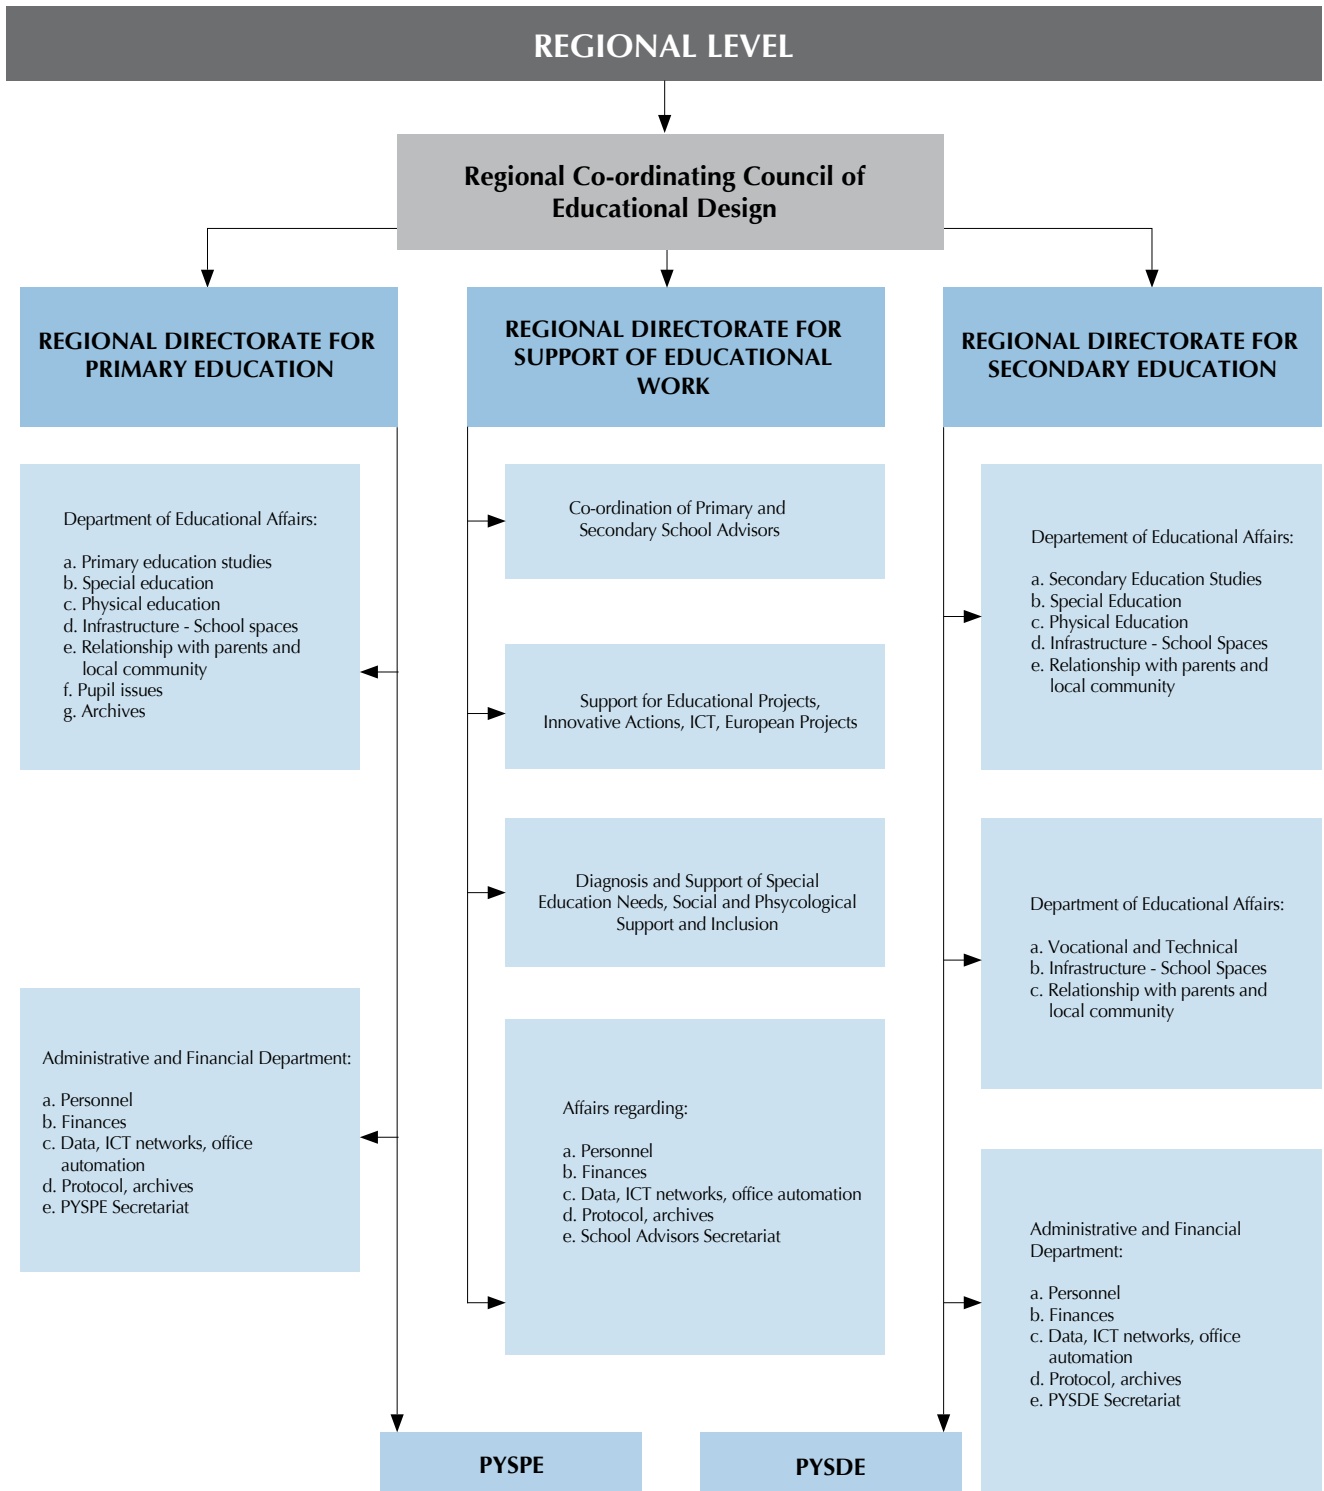 REGIONAL LEVEL
Regional Co-ordinating Council of
Educational Design
REGIONAL DIRECTORATE FOR
PRIMARY EDUCATION
Department of Educational Affairs:
a. Primary education studies
b. Special education
c. Physical education
d. Infrastructure - School spaces
e. Relationship with parents and
local community
f. Pupil issues
g. Archives
Administrative and Financial Department:
a. Personnel
b. Finances
c. Data, ICT networks, office
automation
d. Protocol, archives
e. PYSPE Secretariat
PYSPE
REGIONAL DIRECTORATE FOR
SUPPORT OF EDUCATIONAL
WORK
Co-ordination of Primary and
Secondary School Advisors
Support for Educational Projects,
Innovative Actions, ICT, European Projects
Diagnosis and Support of Special
Education Needs, Social and Phsycological
Support and Inclusion
Affairs regarding:
a. Personnel
b. Finances
c. Data, ICT networks, office automation
d. Protocol, archives
e. School Advisors Secretariat
REGIONAL DIRECTORATE FOR
SECONDARY EDUCATION
Departement of Educational Affairs:
a. Secondary Education Studies
b. Special Education
c. Physical Education
d. Infrastructure - School Spaces
e. Relationship with parents and
local community
Department of Educational Affairs:
a. Vocational and Technical
b. Infrastructure - School Spaces
c. Relationship with parents and
local community
Administrative and Financial
Department:
a. Personnel
b. Finances
c. Data, ICT networks, office
automation
d. Protocol, archives
e. PYSDE Secretariat
PYSDE